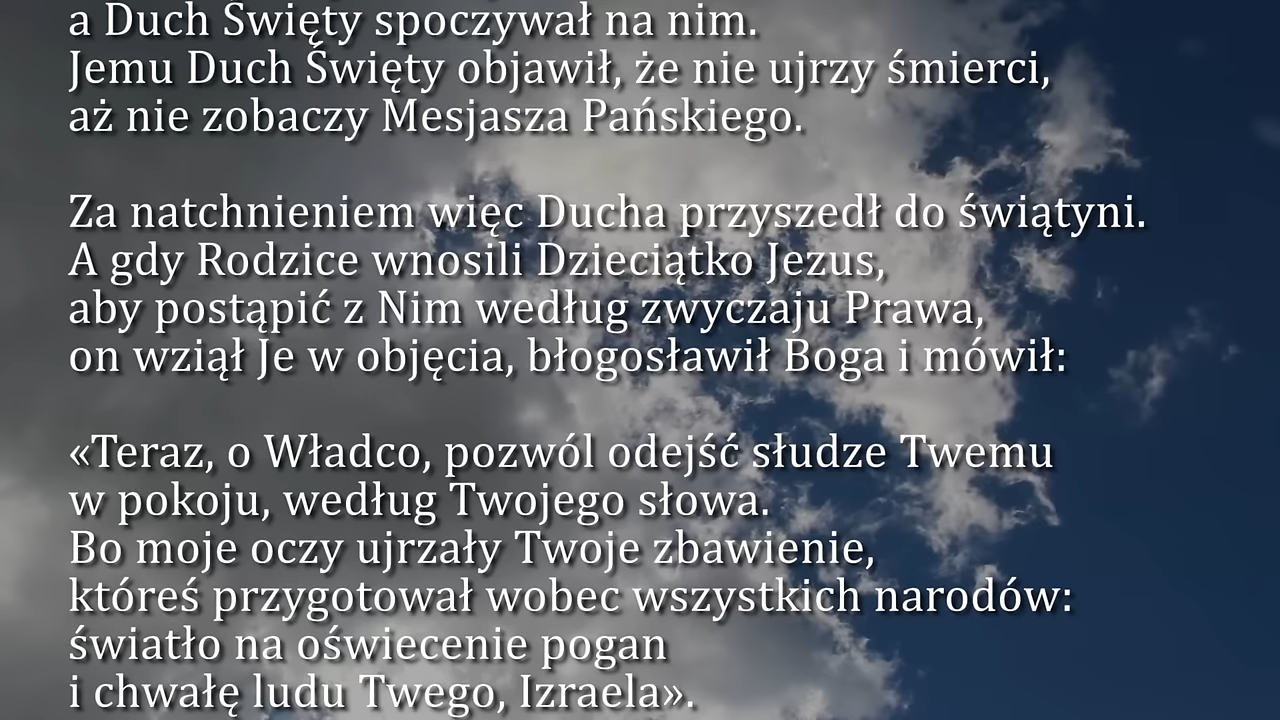 a Duch Święty spoczywał na nim.
Jemu Duch Święty objawił, że nie ujrzy śmierci,
aż nie zobaczy Mesjasza Pańskiego.
Za natchnieniem więc Ducha przyszedł do świątyni.
A gdy Rodzice wnosili Dzieciątko Jezus,
aby postąpić z Nim według zwyczaju Prawa,
on wziął Je w objęcia, błogosławił Boga i mówił:
«Teraz, o Władco, pozwól odejść słudze Twemu
w pokoju, według Twojego słowa.
Bo moje oczy ujrzały Twoje zbawienie,
któreś przygotował wobec wszystkich narodów:
światło na oświecenie pogan
i chwałę ludu Twego, Izraela».